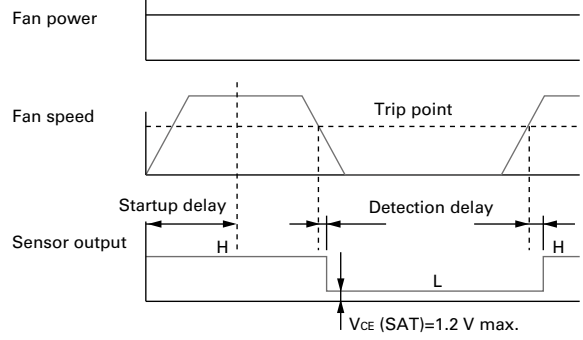 Fan power
Fan speed
Trip point
Startup delay
Detection delay
Sensor output
H
H
L
VCE (SAT)=1.2 V max.